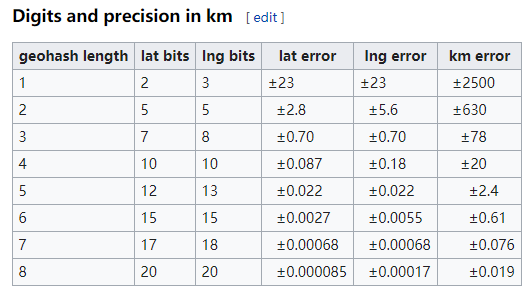 Digits and precision in km [ edit ]
geohash length lat bits lng bits lat error lng error km error
1 2 3 ±23 ±23 ±2500
2 5 5 ±2.8 ±5.6 ±630
3 7 8 ±0.70 ±0.70 ±78
4 10 10 ±0.087 ±0.18 ±20
5 12 13 ±0.022 ±0.022 ±2.4
6 15 15 ±0.0027 ±0.0055 ±0.61
7 17 18 ±0.00068 ±0.00068 ±0.076
8 20 20 ±0.000085 ±0.00017 ±0.019